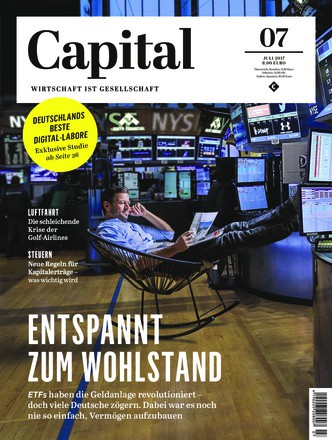 Capital
WIRTSCHAFT IST GESELLSCHAFT
07
JULI 2017
8,00 EURO
DEUTSCHLANDS
BESTE
DIGITAL-LABORE
Exklusive Studie
ab Seite 26
NYS
NYS
LUFTFAHRT
Die schleichende
Krise der
Golf-Airlines
STEUERN
Neue Regeln für
Kapitalerträge –
was wichtig wird
ENTSPANNT
ZUM WOHLSTAND
ETFs haben die Geldanlage revolutioniert –
doch viele Deutsche zögern. Dabei war es noch
nie so einfach, Vermögen aufzubauen